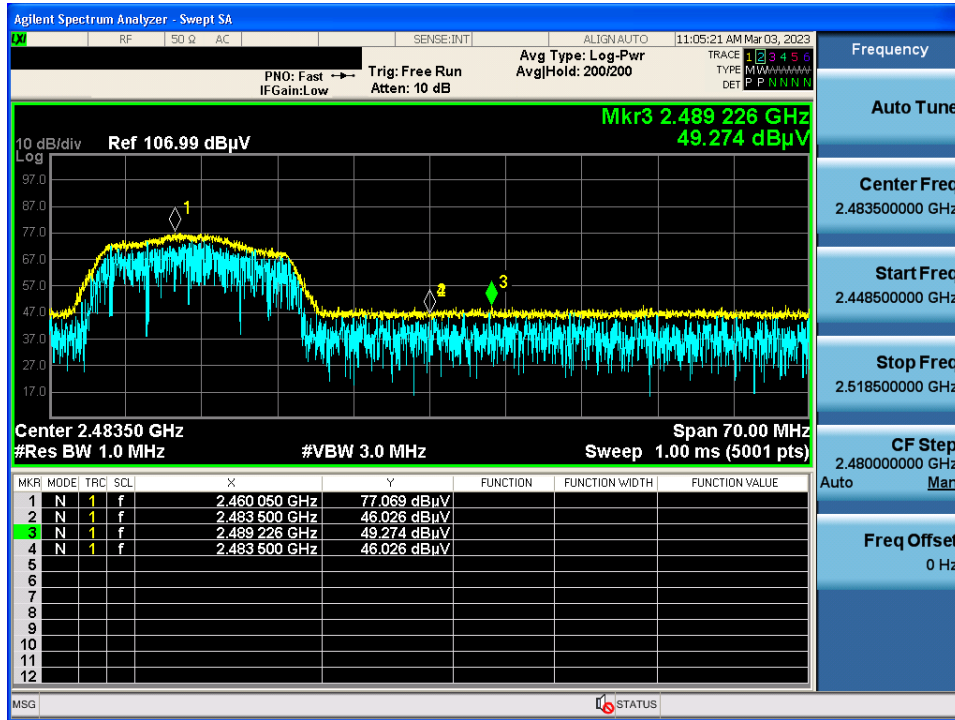 Agilent Spectrum Analyzer - Swept SA
LXI RF 50 Ω AC SENSE:INT ALIGN AUTO 11:05:21 AM Mar 03, 2023
PNO: Fast Trig: Free Run Avg Type: Log-Pwr TRACE 1 2 3 4 5 6
IFGain:Low Atten: 10 dB Avg|Hold: 200/200 TYPE M WWWWW
DET P P N N N N
Mkr3 2.489 226 GHz
49.274 dBµV
10 dB/div Ref 106.99 dBµV
Log
97.0
87.0
77.0
67.0
57.0
47.0
37.0
27.0
17.0
1
2
3
Center 2.48350 GHz Span 70.00 MHz
#Res BW 1.0 MHz #VBW 3.0 MHz Sweep 1.00 ms (5001 pts)
MKR MODE TRC SCL X Y FUNCTION FUNCTION WIDTH FUNCTION VALUE
1 N 1 f 2.460 050 GHz 77.069 dBµV
2 N 1 f 2.483 500 GHz 46.026 dBµV
3 N 1 f 2.489 226 GHz 49.274 dBµV
4 N 1 f 2.483 500 GHz 46.026 dBµV
5
6
7
8
9
10
11
12
MSG STATUS
Frequency
Auto Tune
Center Freq
2.483500000 GHz
Start Freq
2.448500000 GHz
Stop Freq
2.518500000 GHz
CF Step
2.480000000 GHz
Auto Man
Freq Offset
0 Hz